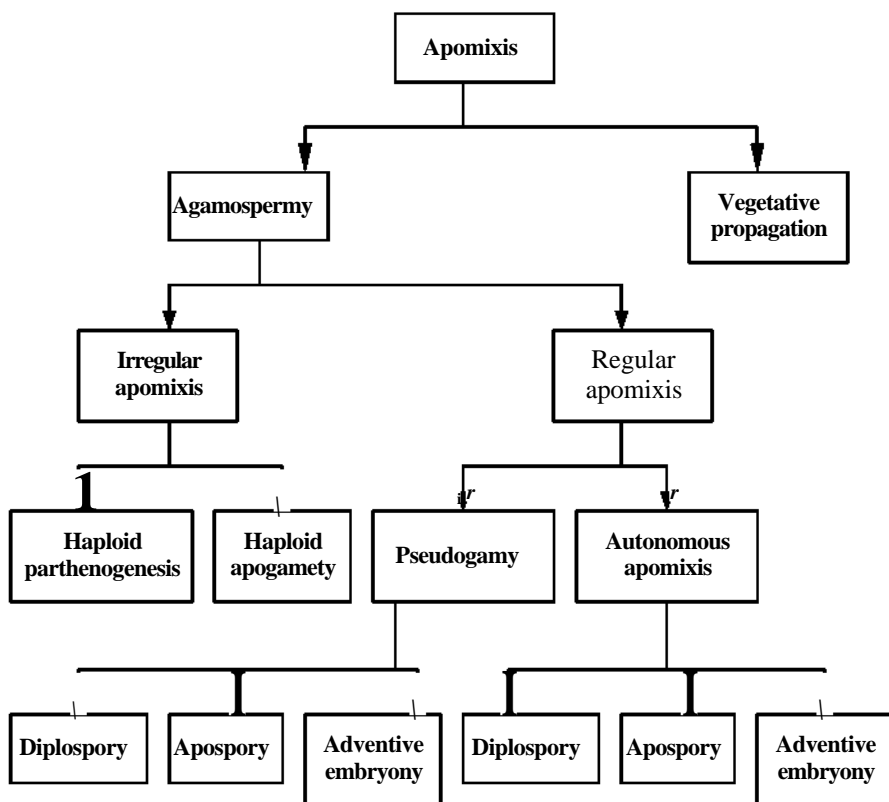 Apomixis
Agamospermy
Vegetative
propagation
Irregular
apomixis
Regular
apomixis
Haploid
parthenogenesis
Haploid
apogamety
Pseudogamy
Autonomous
apomixis
Diplospory
Apospory
Adventive
embryony
Diplospory
Apospory
Adventive
embryony